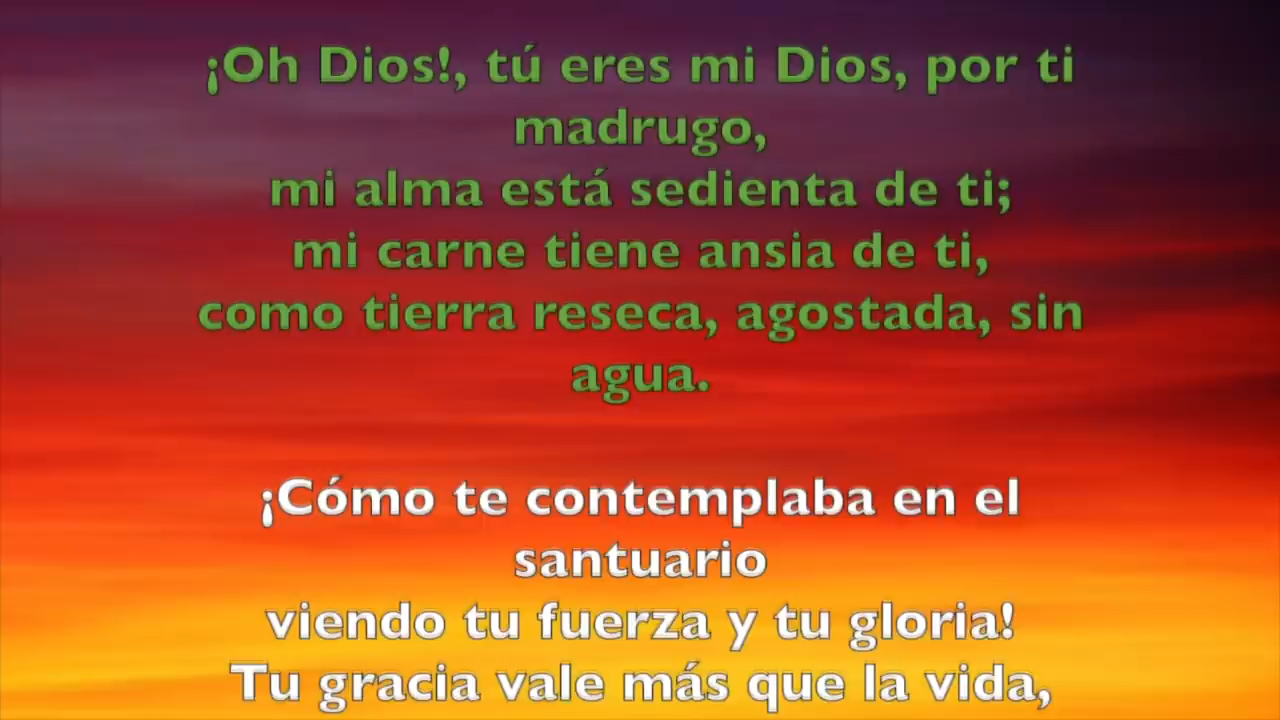 ¡Oh Dios!, tú eres mi Dios, por ti
madrugo,
mi alma está sedienta de ti;
mi carne tiene ansia de ti,
como tierra reseca, agostada, sin
agua.
¡Cómo te contemplaba en el
santuario
viendo tu fuerza y tu gloria!
Tu gracia vale más que la vida,